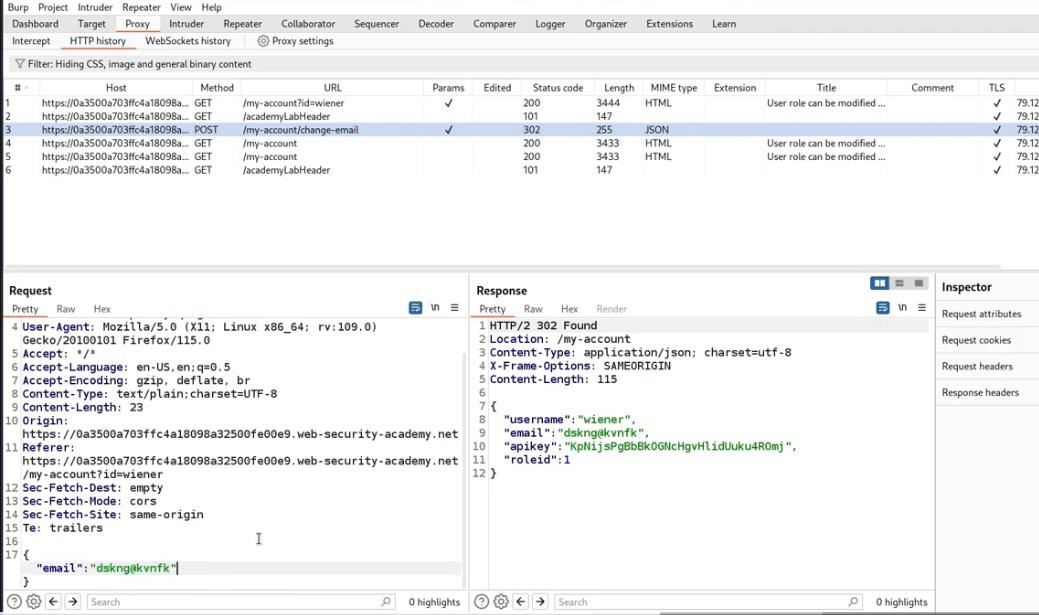 Burp Project Intruder Repeater View Help
Dashboard Target Proxy Intruder Repeater Collaborator Sequencer Decoder Comparer Logger Organizer Extensions Learn
Intercept HTTP history WebSockets history Proxy settings
Filter: Hiding CSS, image and general binary content
# Host Method URL Params Edited Status code Length MIME type Extension Title Comment TLS
1 https://0a3500a703ffc4a18098a... GET /my-account?id=wiener ✓ 200 3444 HTML User role can be modified ... ✓ 79.12
2 https://0a3500a703ffc4a18098a... GET /academyLabHeader 101 147 ✓ 79.12
3 https://0a3500a703ffc4a18098a... POST /my-account/change-email ✓ 302 255 JSON ✓ 79.12
4 https://0a3500a703ffc4a18098a... GET /my-account 200 3433 HTML User role can be modified ... ✓ 79.12
5 https://0a3500a703ffc4a18098a... GET /my-account 200 3433 HTML User role can be modified ... ✓ 79.12
6 https://0a3500a703ffc4a18098a... GET /academyLabHeader 101 147 ✓ 79.12
Request
Pretty Raw Hex \n
4 User-Agent: Mozilla/5.0 (X11; Linux x86_64; rv:109.0)
Gecko/20100101 Firefox/115.0
5 Accept: */*
6 Accept-Language: en-US,en;q=0.5
7 Accept-Encoding: gzip, deflate, br
8 Content-Type: text/plain;charset=UTF-8
9 Content-Length: 23
10 Origin:
https://0a3500a703ffc4a18098a32500fe00e9.web-security-academy.net
11 Referer:
https://0a3500a703ffc4a18098a32500fe00e9.web-security-academy.net
/my-account?id=wiener
12 Sec-Fetch-Dest: empty
13 Sec-Fetch-Mode: cors
14 Sec-Fetch-Site: same-origin
15 Te: trailers
16
17 {
"email":"dskng@kvnfk"
}
Search 0 highlights
Response
Pretty Raw Hex Render \n
1 HTTP/2 302 Found
2 Location: /my-account
3 Content-Type: application/json; charset=utf-8
4 X-Frame-Options: SAMEORIGIN
5 Content-Length: 115
6
7 {
8 "username":"wiener",
9 "email":"dskng@kvnfk",
10 "apikey":"KpNijsPgBbBkOGNcHgvHlidUuku4ROmj",
11 "roleid":1
12 }
Search 0 highlights
Inspector
Request attributes
Request cookies
Request headers
Response headers